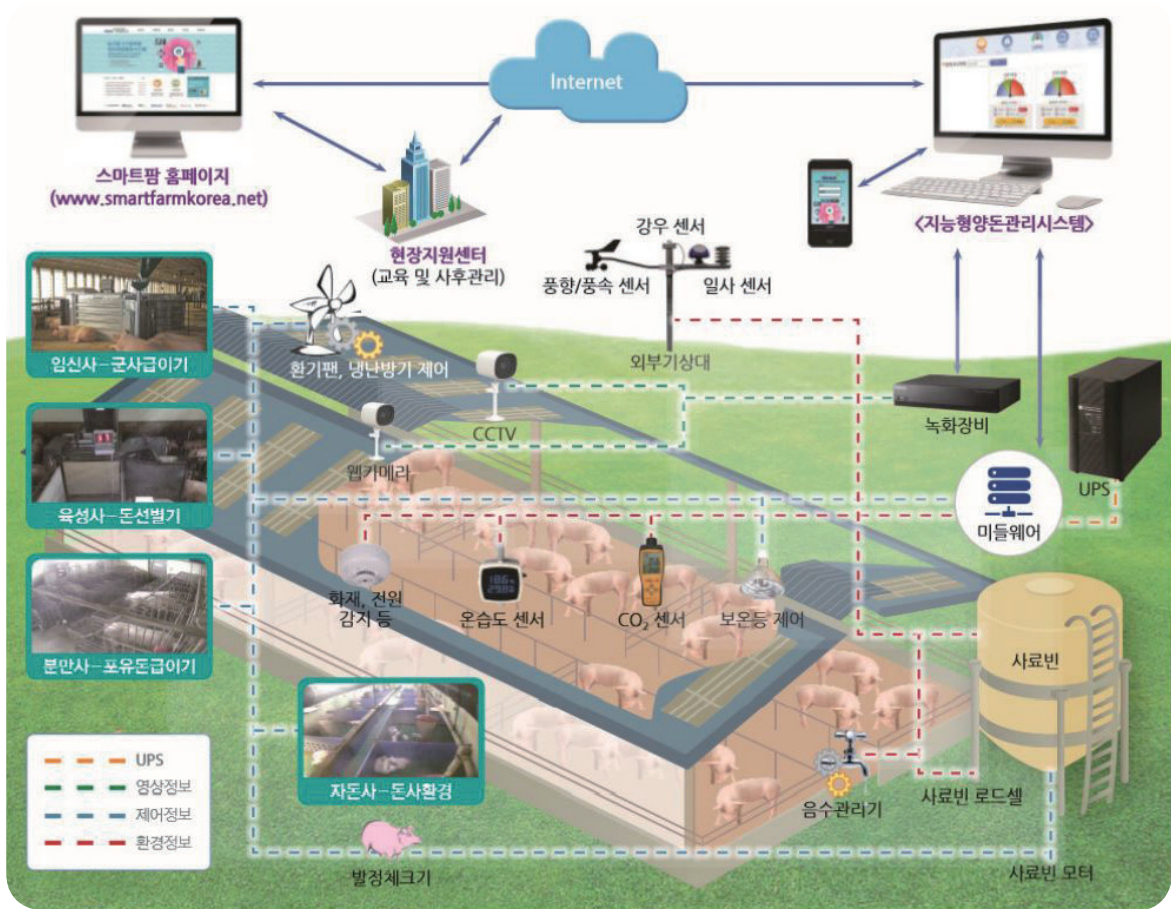 Internet
스마트팜 홈페이지
(www.smartfarmkorea.net)
현장지원센터
(교육 및 사후관리)
<지능형양돈관리시스템>
강우 센서
풍향/풍속 센서
일사 센서
외부기상대
임신사-군사급이기
환기팬, 냉난방기 제어
CCTV
웹카메라
녹화장비
UPS
미들웨어
육성사-돈선별기
화재, 전원
감지 등
온습도 센서
CO₂ 센서
보온등 제어
분만사-포유돈급이기
사료빈
자돈사-돈사환경
음수관리기
사료빈 로드셀
사료빈 모터
발정체크기
UPS
영상정보
제어정보
환경정보